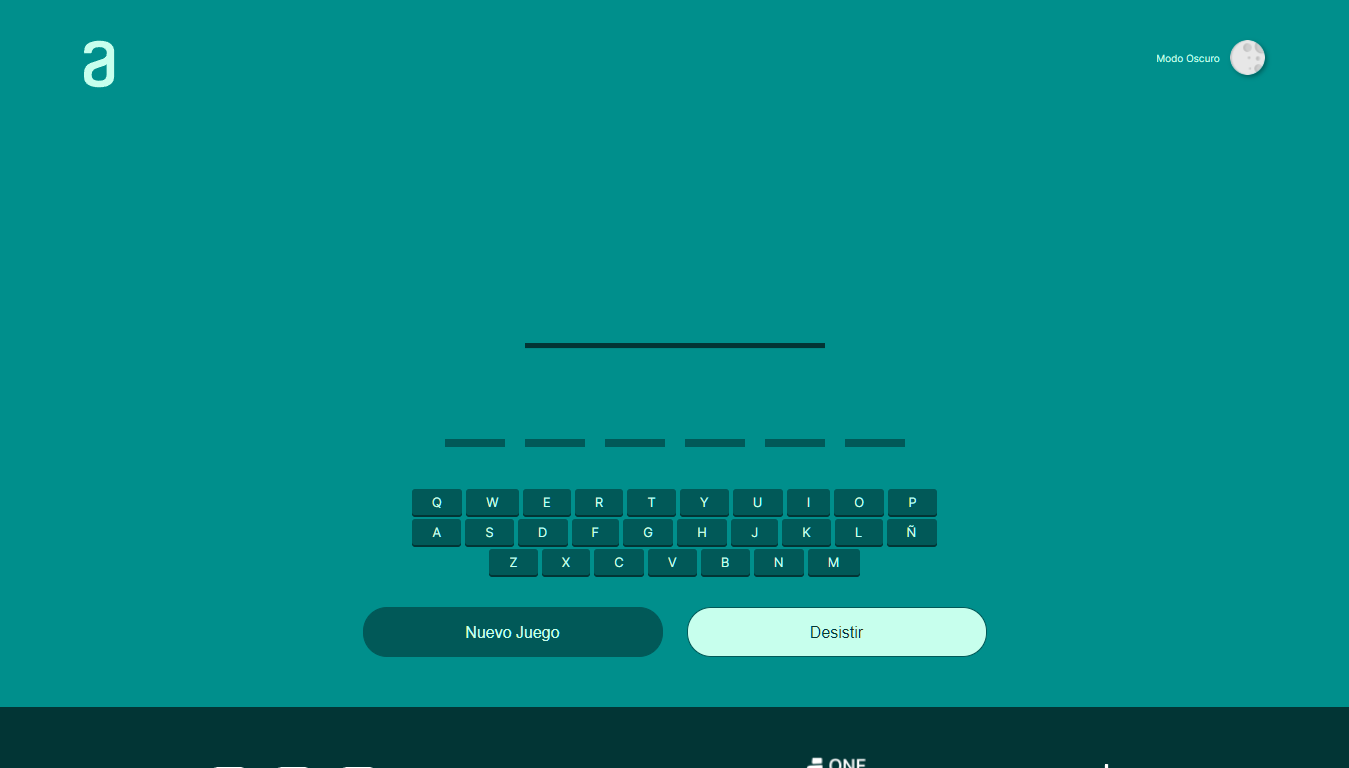 a
Modo Oscuro
Q W E R T Y U I O P
A S D F G H J K L Ñ
Z X C V B N M
Nuevo Juego Desistir
ONE